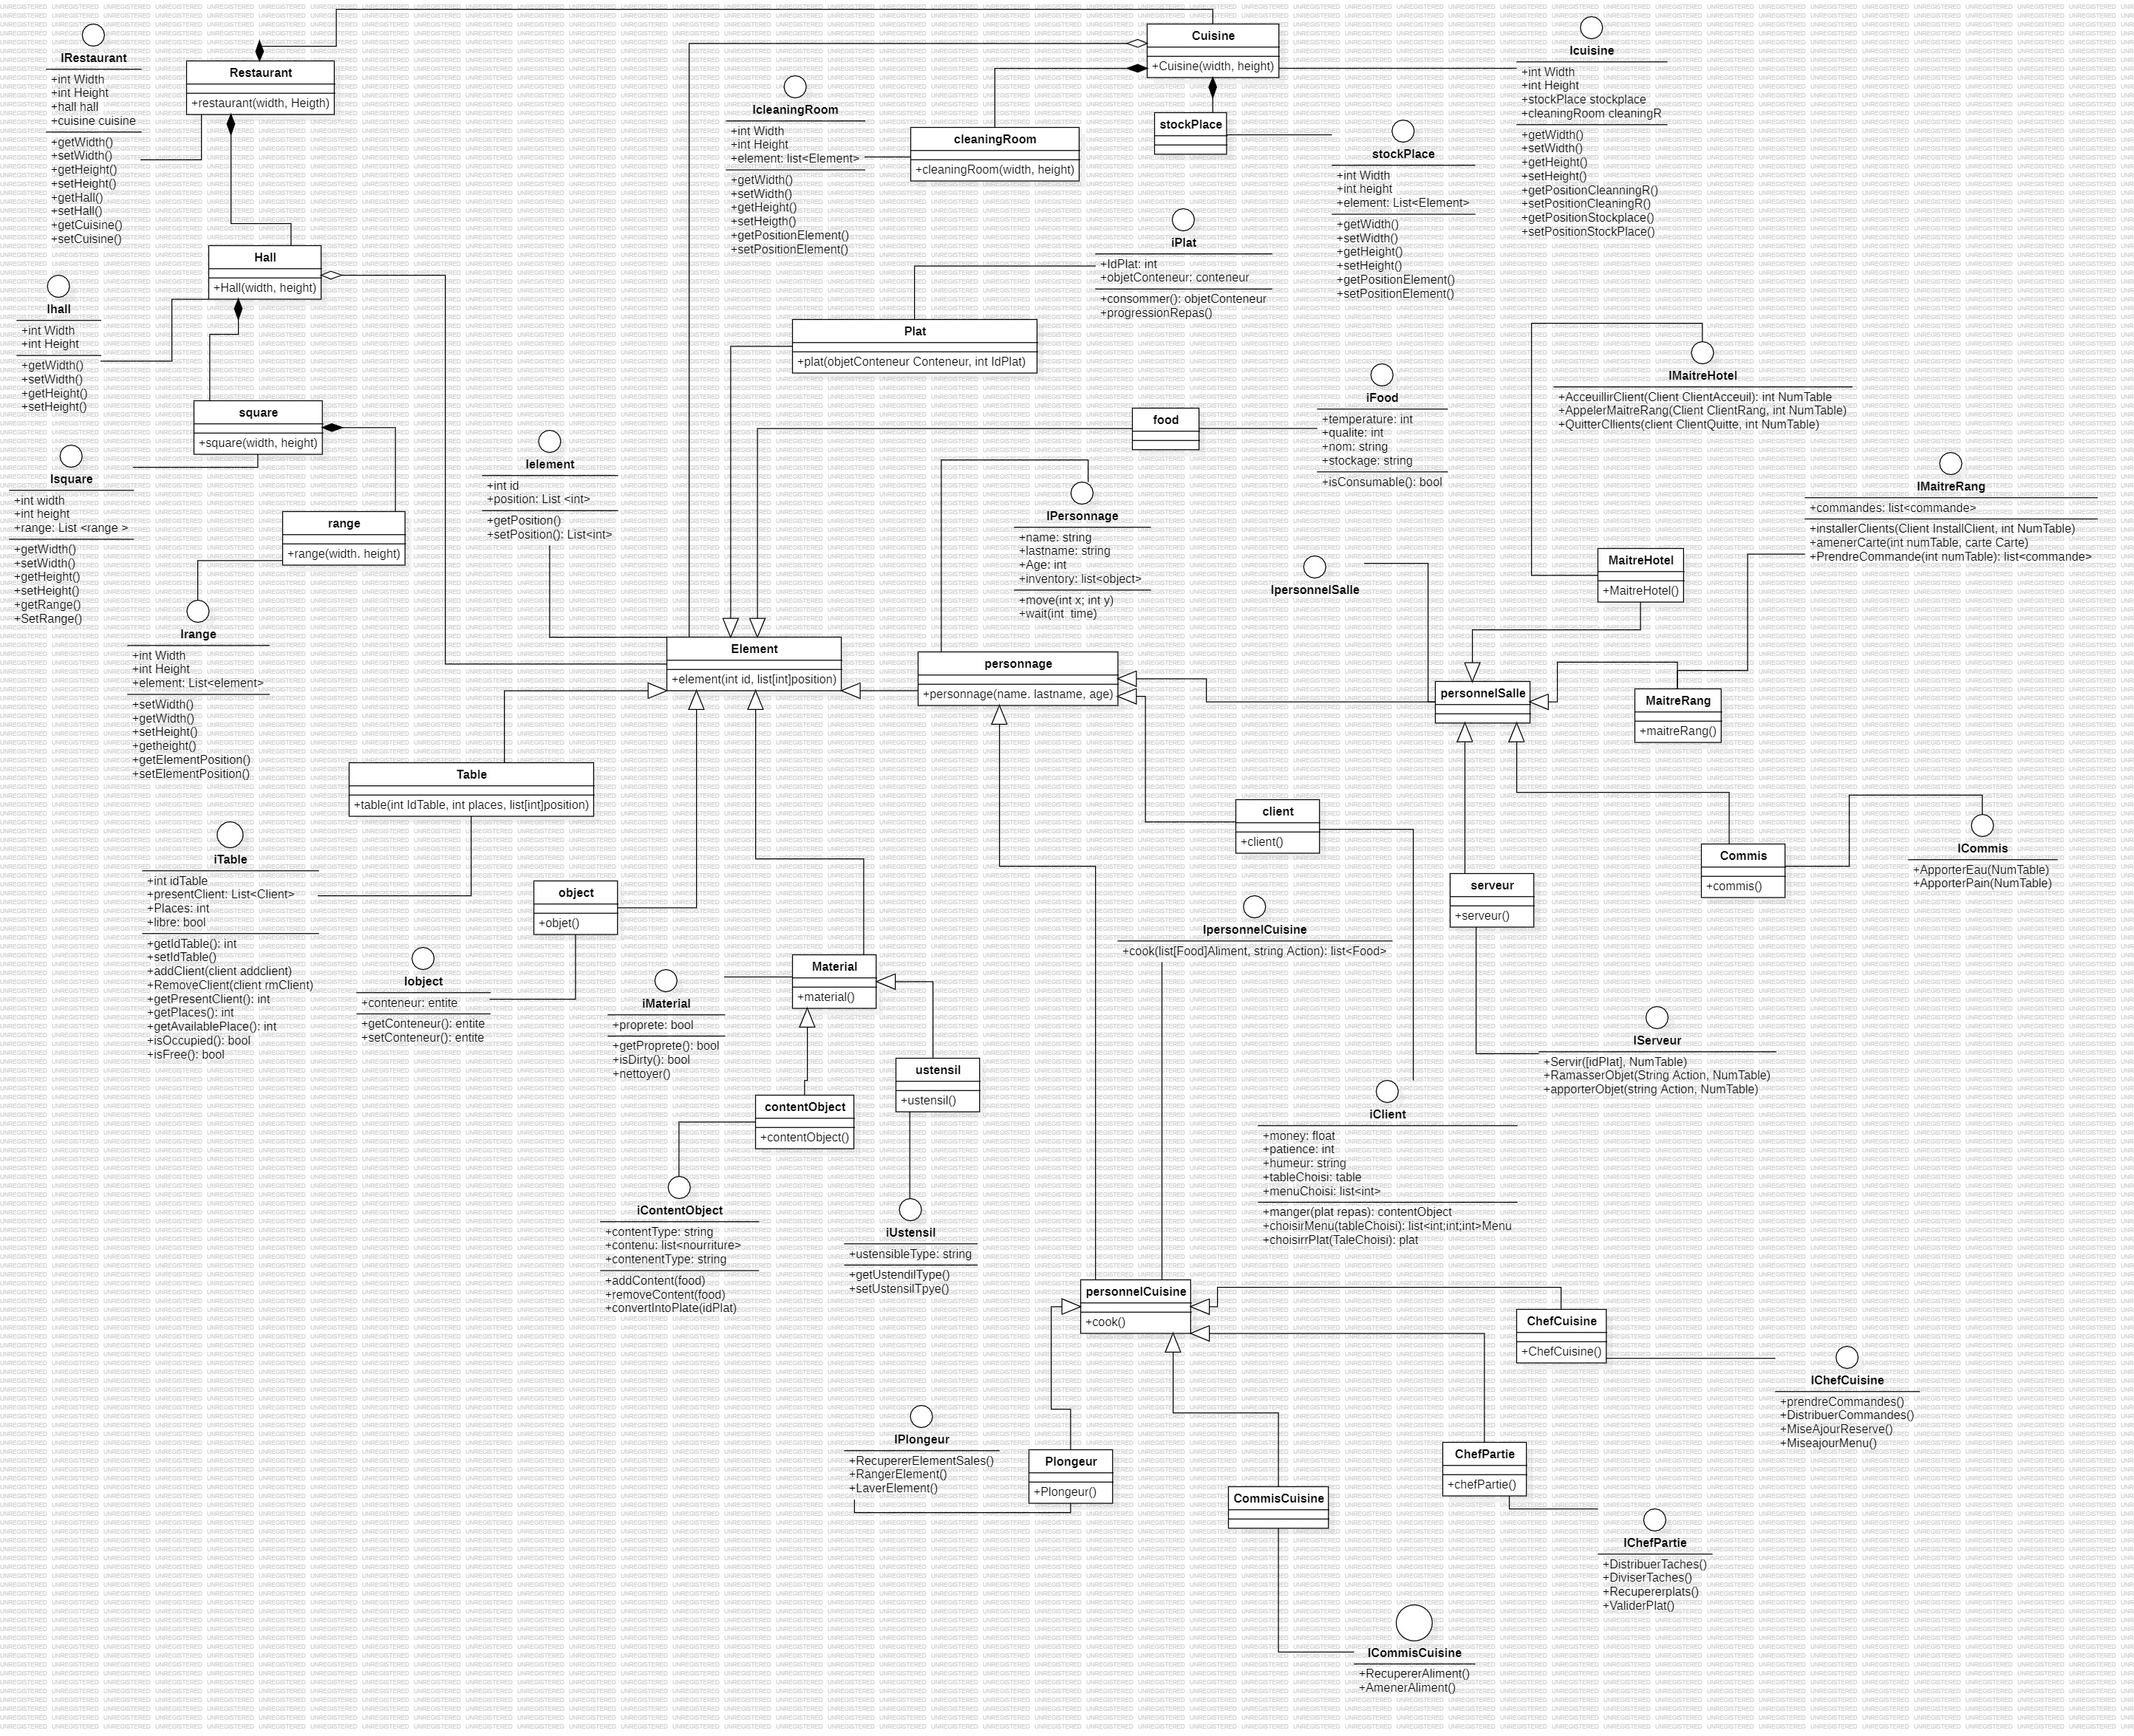 Cuisine
+Cuisine(width, height)
IRestaurant
+int Width
+int Height
+hall hall
+cuisine cuisine
+getWidth()
+setWidth()
+getHeight()
+setHeight()
+getHall()
+setHall()
+getCuisine()
+setCuisine()
Restaurant
+restaurant(width, Heigth)
Icuisine
+int Width
+int Height
+stockPlace stockplace
+cleaningRoom cleaningR
+getWidth()
+setWidth()
+getHeight()
+setHeight()
+getPositionCleanningR()
+setPositionCleaningR()
+getPositionStockplace()
+setPositionStockPlace()
IcleaningRoom
+int Width
+int Height
+element: list<Element>
+getWidth()
+setWidth()
+getHeight()
+setHeigth()
+getPositionElement()
+setPositionElement()
cleaningRoom
+cleaningRoom(width, height)
stockPlace
stockPlace
+int Width
+int height
+element: List<Element>
+getWidth()
+setWidth()
+getHeight()
+setHeight()
+getPositionElement()
+setPositionElement()
iPlat
+IdPlat: int
+objetConteneur: conteneur
+consommer(): objetConteneur
+progressionRepas()
Hall
+Hall(width, height)
Ihall
+int Width
+int Height
+getWidth()
+setWidth()
+getHeight()
+setHeight()
Plat
+plat(objetConteneur Conteneur, int IdPlat)
IMaitreHotel
+AcceuillirClient(Client ClientAcceuil): int NumTable
+AppelerMaitreRang(Client ClientRang, int NumTable)
+QuitterCllients(client ClientQuitte, int NumTable)
iFood
+temperature: int
+qualite: int
+nom: string
+stockage: string
+isConsumable(): bool
food
square
+square(width, height)
Isquare
+int width
+int height
+range: List <range >
+getWidth()
+setWidth()
+getHeight()
+setHeight()
+getRange()
+SetRange()
Ielement
+int id
+position: List <int>
+getPosition()
+setPosition(): List<int>
IMaitreRang
+commandes: list<commande>
+installerClients(Client InstallClient, int NumTable)
+amenerCarte(int numTable, carte Carte)
+PrendreCommande(int numTable): list<commande>
range
+range(width. height)
IPersonnage
+name: string
+lastname: string
+Age: int
+inventory: list<object>
+move(int x; int y)
+wait(int  time)
IpersonnelSalle
MaitreHotel
+MaitreHotel()
Irange
+int Width
+int Height
+element: List<element>
+setWidth()
+getWidth()
+setHeight()
+getheight()
+getElementPosition()
+setElementPosition()
Element
+element(int id, list[int]position)
personnage
+personnage(name. lastname, age)
personnelSalle
MaitreRang
+maitreRang()
Table
+table(int IdTable, int places, list[int]position)
client
+client()
ICommis
+ApporterEau(NumTable)
+ApporterPain(NumTable)
Commis
+commis()
iTable
+int idTable
+presentClient: List<Client>
+Places: int
+libre: bool
+getIdTable(): int
+setIdTable()
+addClient(client addclient)
+RemoveClient(client rmClient)
+getPresentClient(): int
+getPlaces(): int
+getAvailablePlace(): int
+isOccupied(): bool
+isFree(): bool
object
+objet()
serveur
+serveur()
IpersonnelCuisine
+cook(list[Food]Aliment, string Action): list<Food>
Iobject
+conteneur: entite
+getConteneur(): entite
+setConteneur(): entite
Material
+material()
iMaterial
+proprete: bool
+getProprete(): bool
+isDirty(): bool
+nettoyer()
IServeur
+Servir([idPlat], NumTable)
+RamasserObjet(String Action, NumTable)
+apporterObjet(string Action, NumTable)
ustensil
+ustensil()
contentObject
+contentObject()
iClient
+money: float
+patience: int
+humeur: string
+tableChoisi: table
+menuChoisi: list<int>
+manger(plat repas): contentObject
+choisirMenu(tableChoisi): list<int;int;int>Menu
+choisirrPlat(TaleChoisi): plat
iContentObject
+contentType: string
+contenu: list<nourriture>
+contenentType: string
+addContent(food)
+removeContent(food)
+convertIntoPlate(idPlat)
iUstensil
+ustensibleType: string
+getUstendilType()
+setUstensilTpye()
personnelCuisine
+cook()
ChefCuisine
+ChefCuisine()
IChefCuisine
+prendreCommandes()
+DistribuerCommandes()
+MiseAjourReserve()
+MiseajourMenu()
IPlongeur
+RecupererElementSales()
+RangerElement()
+LaverElement()
Plongeur
+Plongeur()
ChefPartie
+chefPartie()
CommisCuisine
IChefPartie
+DistribuerTaches()
+DiviserTaches()
+Recupererplats()
+ValiderPlat()
ICommisCuisine
+RecupererAliment()
+AmenerAliment()